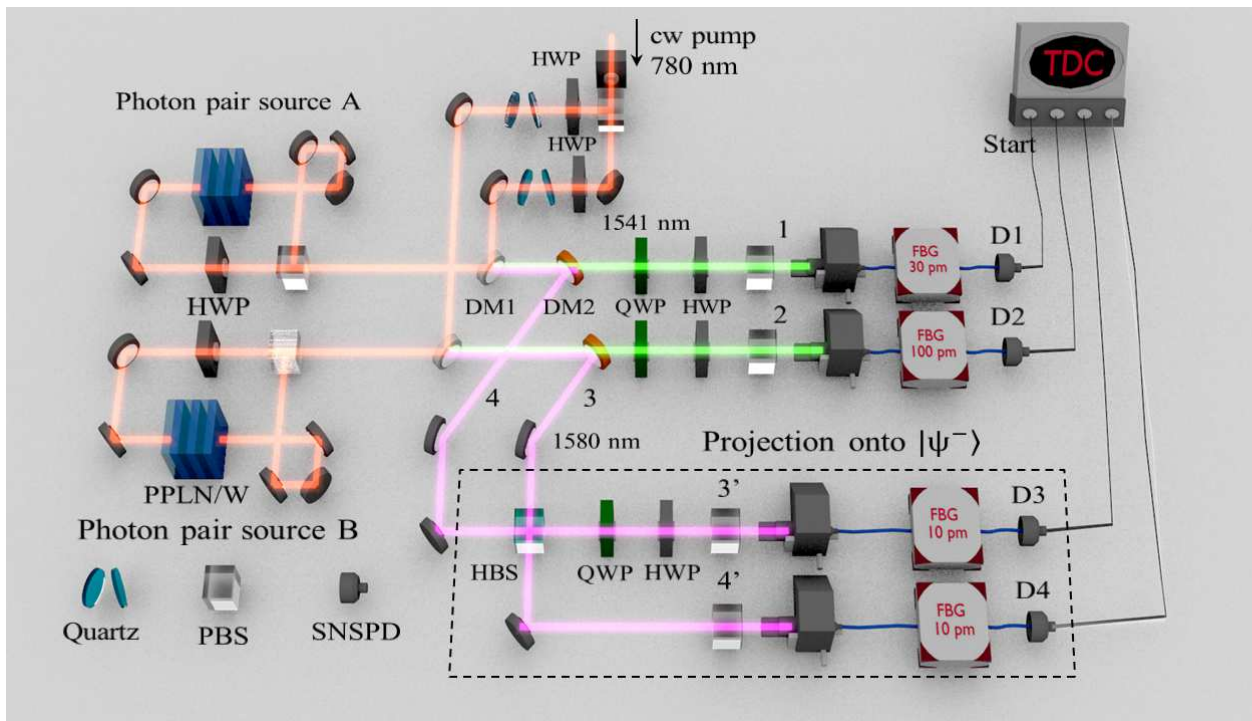 cw pump
780 nm
HWP
TDC
Photon pair source A
HWP
Start
1541 nm
1
FBG
30 pm
D1
HWP
DM1
DM2
QWP
HWP
2
FBG
100 pm
D2
4
3
1580 nm
Projection onto |ψ⁻⟩
PPLN/W
Photon pair source B
3’
FBG
10 pm
D3
HBS
QWP
HWP
4’
FBG
10 pm
D4
Quartz
PBS
SNSPD